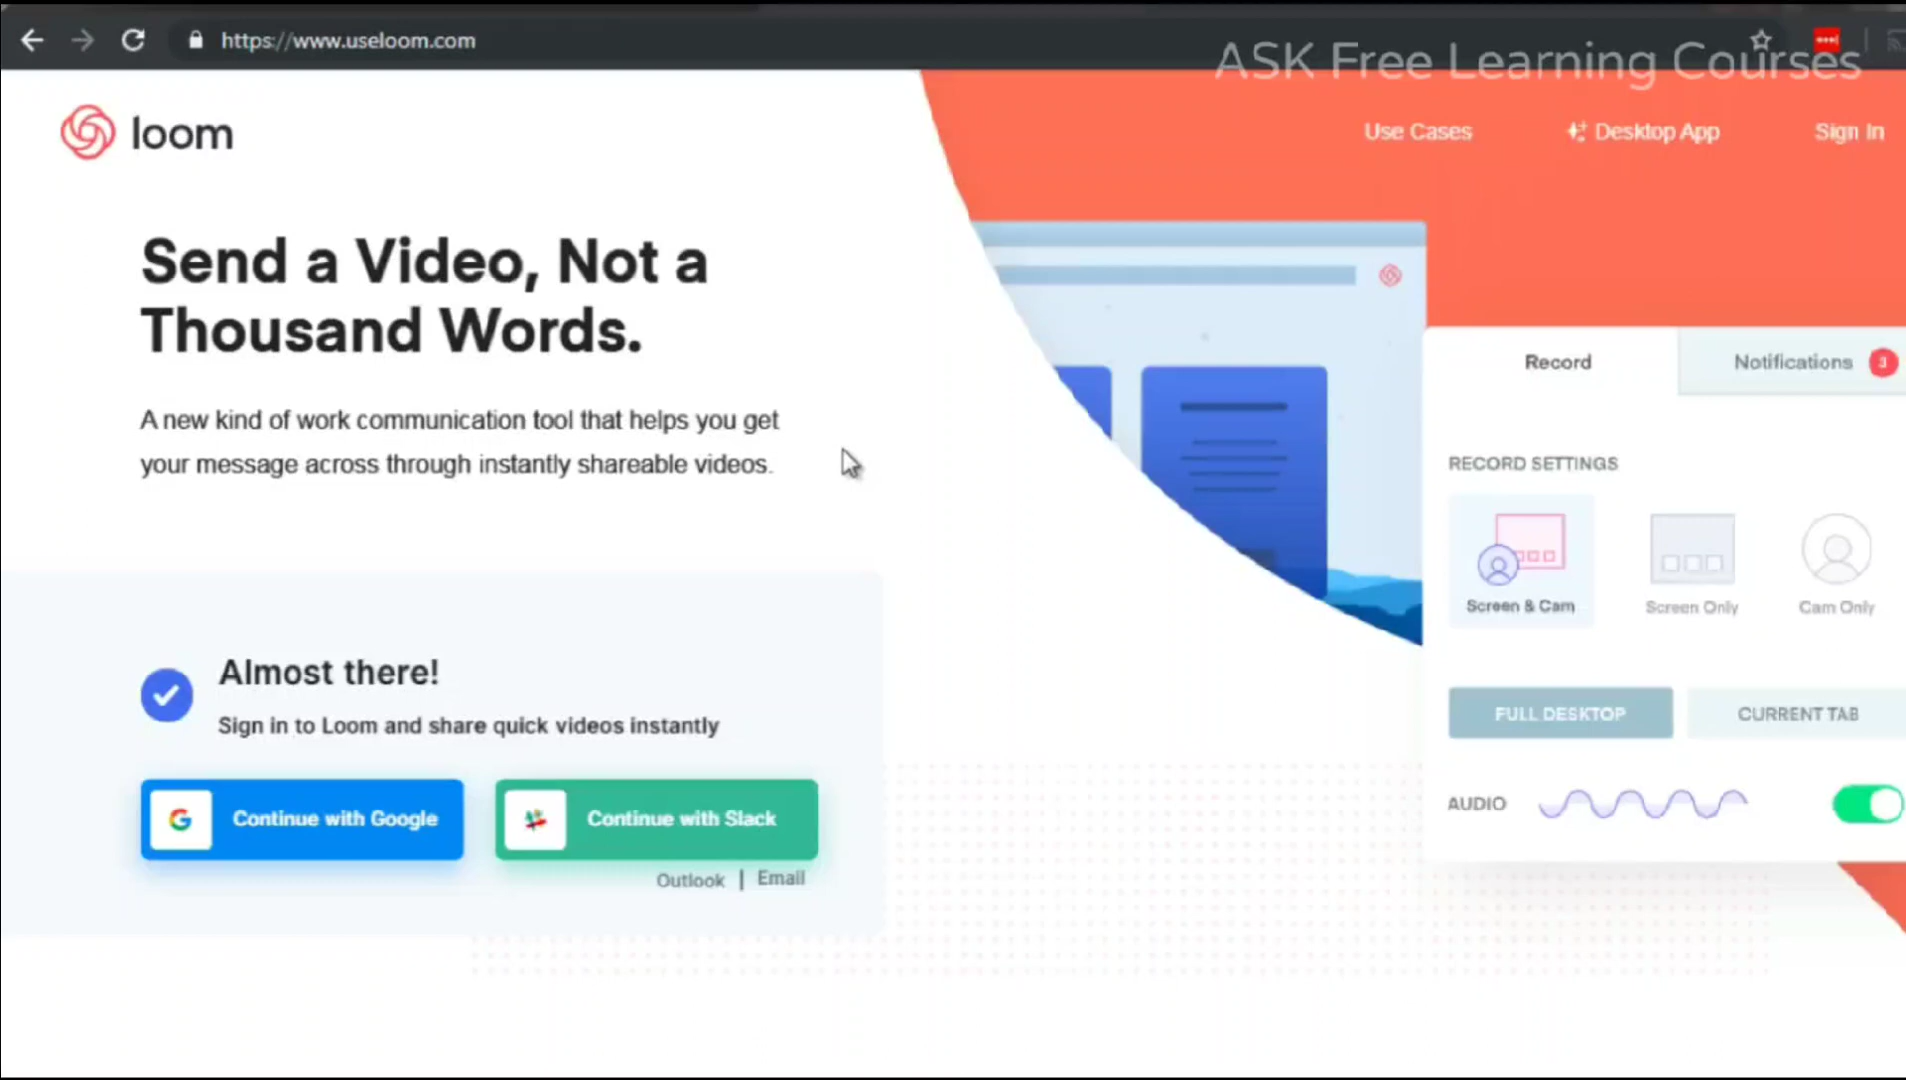 https://www.useloom.com
ASK Free Learning Courses
loom
Use Cases
Desktop App
Sign In
Send a Video, Not a
Thousand Words.
A new kind of work communication tool that helps you get
your message across through instantly shareable videos.
Record
Notifications
3
RECORD SETTINGS
Screen & Cam
Screen Only
Cam Only
FULL DESKTOP
CURRENT TAB
AUDIO
Almost there!
Sign in to Loom and share quick videos instantly
G
Continue with Google
Continue with Slack
Outlook | Email